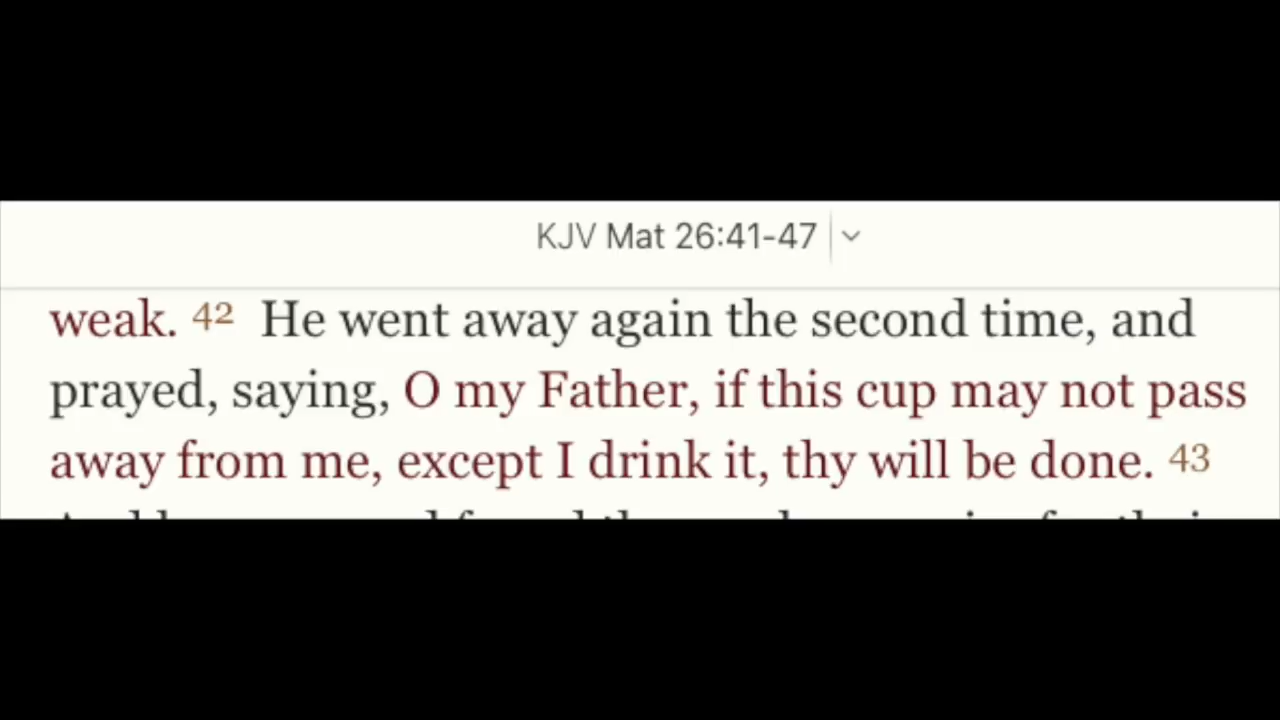 KJV Mat 26:41-47
weak. 42 He went away again the second time, and
prayed, saying, O my Father, if this cup may not pass
away from me, except I drink it, thy will be done. 43